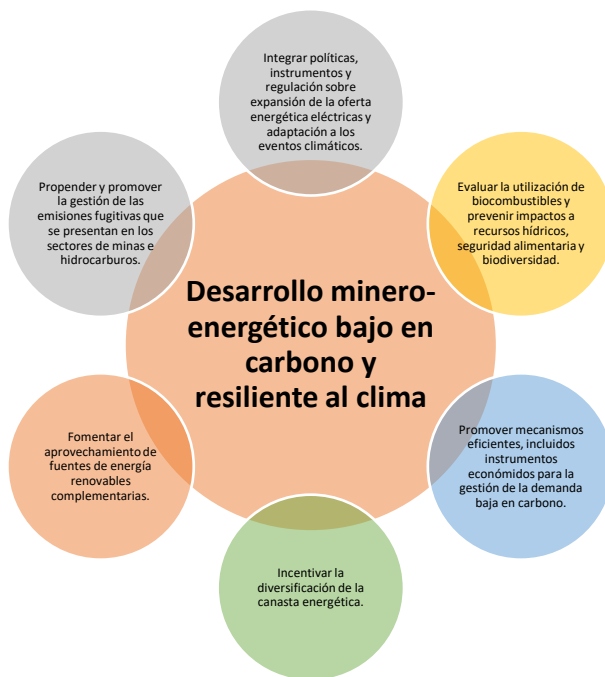 Integrar políticas,
instrumentos y
regulación sobre
expansión de la oferta
energética eléctricas y
adaptación a los
eventos climáticos.
Evaluar la utilización de
biocombustibles y
prevenir impactos a
recursos hídricos,
seguridad alimentaria y
biodiversidad.
Promover mecanismos
eficientes, incluidos
instrumentos
económidos para la
gestión de la demanda
baja en carbono.
Incentivar la
diversificación de la
canasta energética.
Fomentar el
aprovechamiento de
fuentes de energía
renovables
complementarias.
Propender y promover
la gestión de las
emisiones fugitivas que
se presentan en los
sectores de minas e
hidrocarburos.
Desarrollo minero-
energético bajo en
carbono y
resiliente al clima